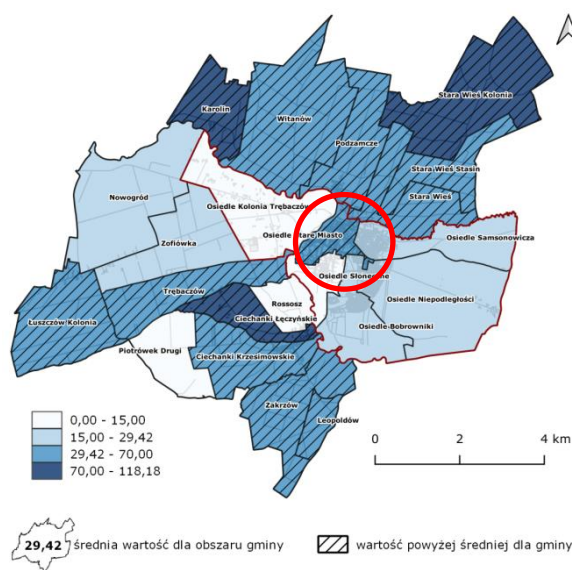 Karolin
Witanów
Stara Wieś Kolonia
Podzamcze
Stara Wieś Stasin
Stara Wieś
Nowogród
Osiedle Kolonia Trębaczów
Osiedle Stare Miasto
Osiedle Samsonowicza
Zofiówka
Osiedle Słoneczne
Trębaczów
Osiedle Niepodległości
Rossosz
Łuszczów Kolonia
Ciechanki Łęczyńskie
Osiedle Bobrowniki
Piotrówek Drugi
Ciechanki Krzesimowskie
Zakrzów
Leopoldów
0,00 - 15,00
15,00 - 29,42
29,42 - 70,00
70,00 - 118,18
0 2 4 km
29,42 średnia wartość dla obszaru gminy
wartość powyżej średniej dla gminy